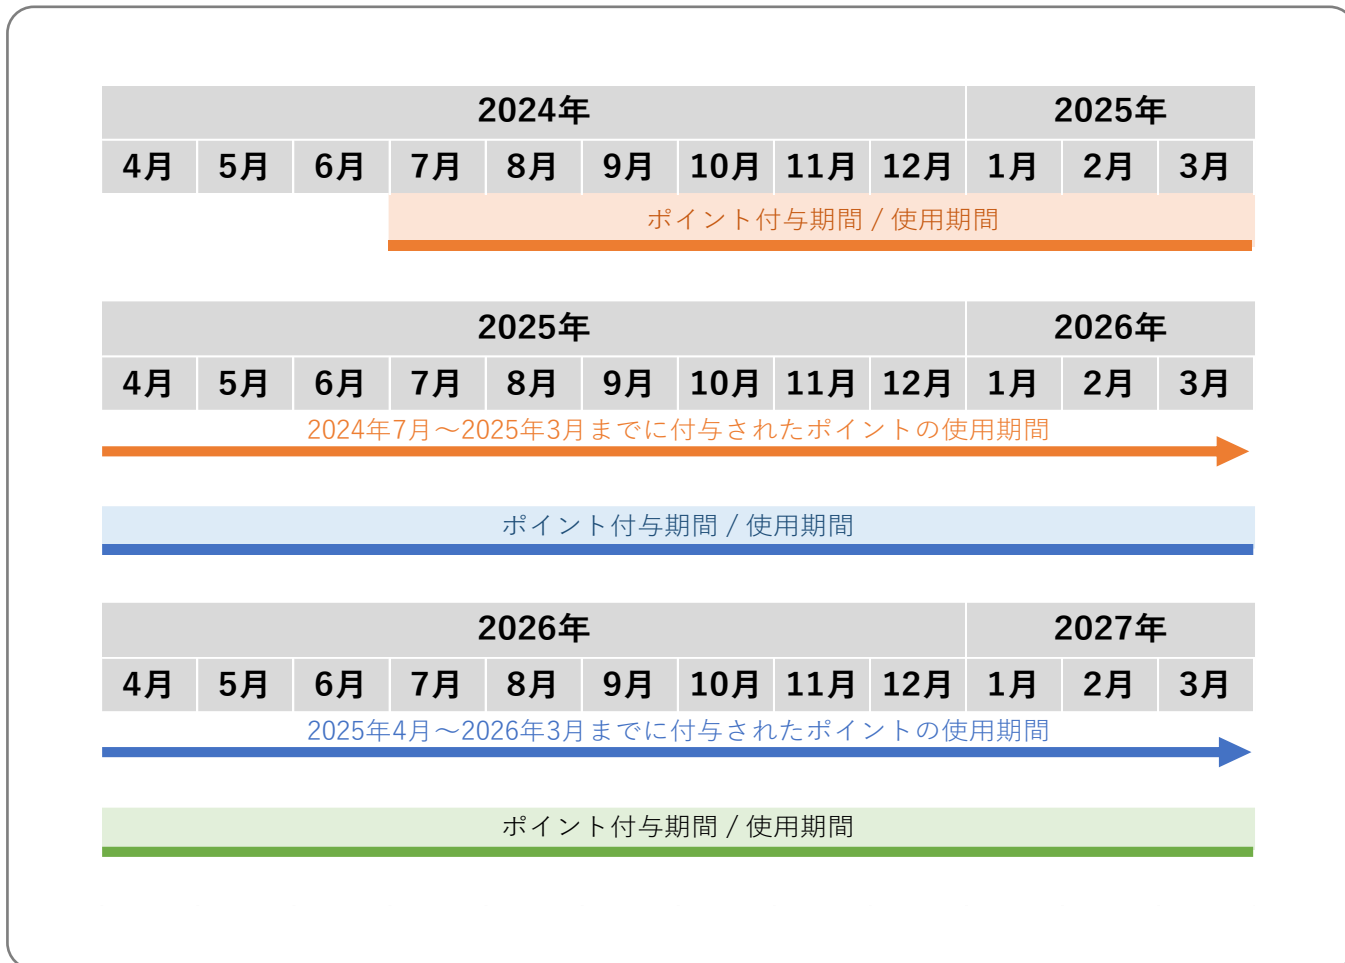 2024年 2025年
4月 5月 6月 7月 8月 9月 10月 11月 12月 1月 2月 3月
ポイント付与期間 / 使用期間
2025年 2026年
4月 5月 6月 7月 8月 9月 10月 11月 12月 1月 2月 3月
2024年7月～2025年3月までに付与されたポイントの使用期間
ポイント付与期間 / 使用期間
2026年 2027年
4月 5月 6月 7月 8月 9月 10月 11月 12月 1月 2月 3月
2025年4月～2026年3月までに付与されたポイントの使用期間
ポイント付与期間 / 使用期間